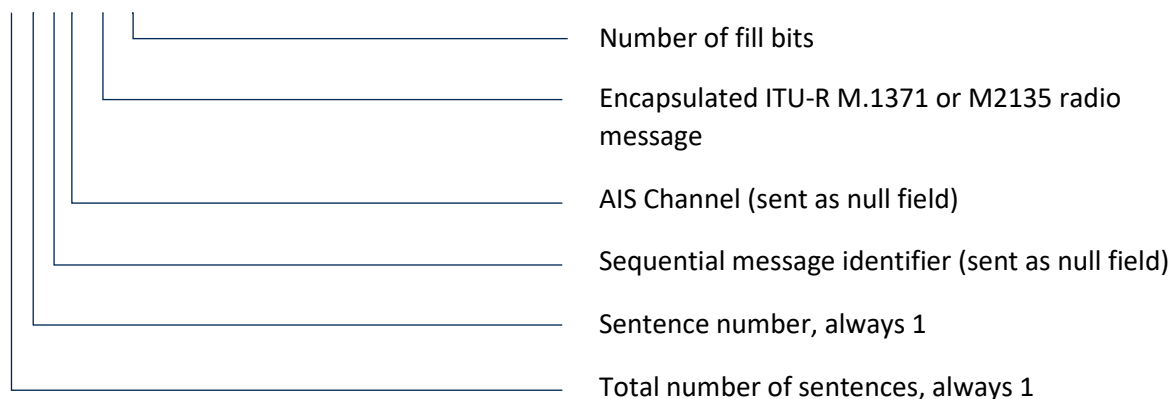 Number of fill bits
Encapsulated ITU-R M.1371 or M2135 radio
message
AIS Channel (sent as null field)
Sequential message identifier (sent as null field)
Sentence number, always 1
Total number of sentences, always 1